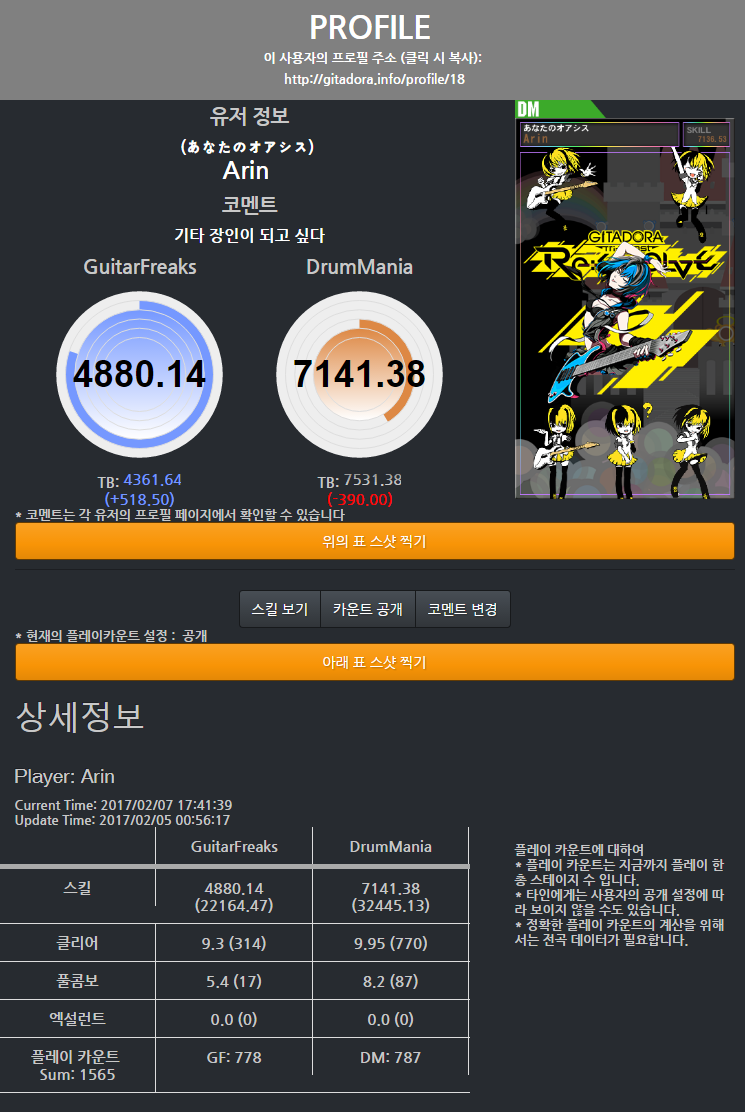 PROFILE
이 사용자의 프로필 주소 (클릭 시 복사):
http://gitadora.info/profile/18
유저 정보
(あなたのオアシス)
Arin
코멘트
기타 장인이 되고 싶다
GuitarFreaks
DrumMania
4880.14
7141.38
TB: 4361.64
(+518.50)
TB: 7531.38
(-390.00)
DM
あなたのオアシス
Arin
SKILL
7136.53
GITADORA
* 코멘트는 각 유저의 프로필 페이지에서 확인할 수 있습니다
위의 표 스샷 찍기
스킬 보기
카운트 공개
코멘트 변경
* 현재의 플레이카운트 설정 : 공개
아래 표 스샷 찍기
상세정보
Player: Arin
Current Time: 2017/02/07 17:41:39
Update Time: 2017/02/05 00:56:17
GuitarFreaks DrumMania
스킬 4880.14 7141.38
(22164.47) (32445.13)
클리어 9.3 (314) 9.95 (770)
풀콤보 5.4 (17) 8.2 (87)
엑설런트 0.0 (0) 0.0 (0)
플레이 카운트 GF: 778 DM: 787
Sum: 1565
플레이 카운트에 대하여
* 플레이 카운트는 지금까지 플레이 한
총 스테이지 수 입니다.
* 타인에게는 사용자의 공개 설정에 따
라 보이지 않을 수도 있습니다.
* 정확한 플레이 카운트의 계산을 위해
서는 전곡 데이터가 필요합니다.